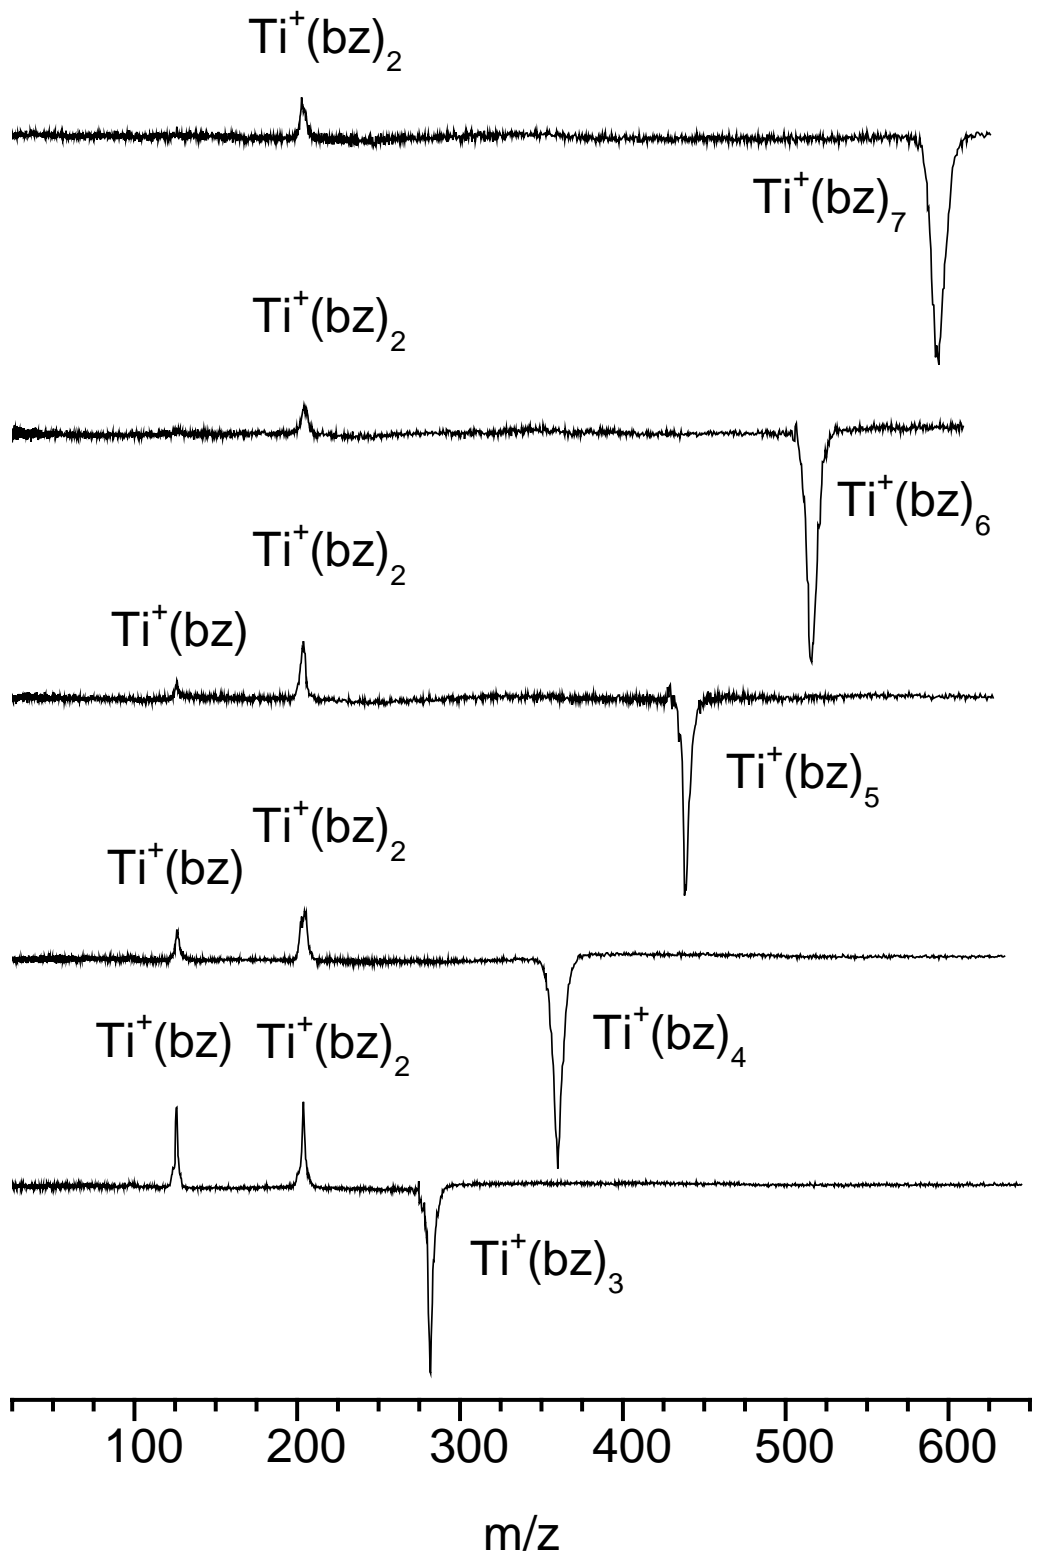 Ti⁺(bz)₂
Ti⁺(bz)₇
Ti⁺(bz)₂
Ti⁺(bz)₆
Ti⁺(bz)₂
Ti⁺(bz)
Ti⁺(bz)₅
Ti⁺(bz)₂
Ti⁺(bz)
Ti⁺(bz)₄
Ti⁺(bz) Ti⁺(bz)₂
Ti⁺(bz)₃
100 200 300 400 500 600
m/z